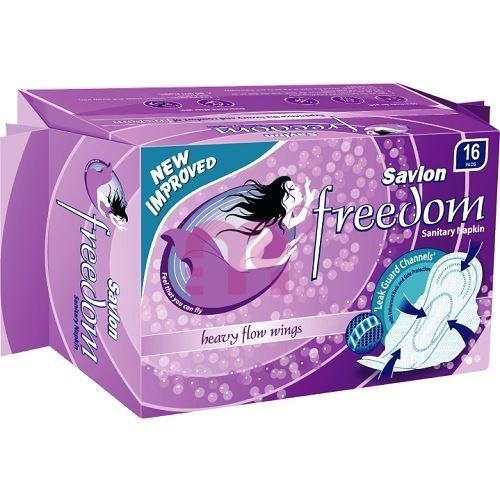 NEW
IMPROVED
Savlon
16
PADS
freedom
Sanitary Napkin
'Leak Guard Channels'
Feel that you can fly
heavy flow wings
Savlon
freedom
Sanitary Napkin
freedom